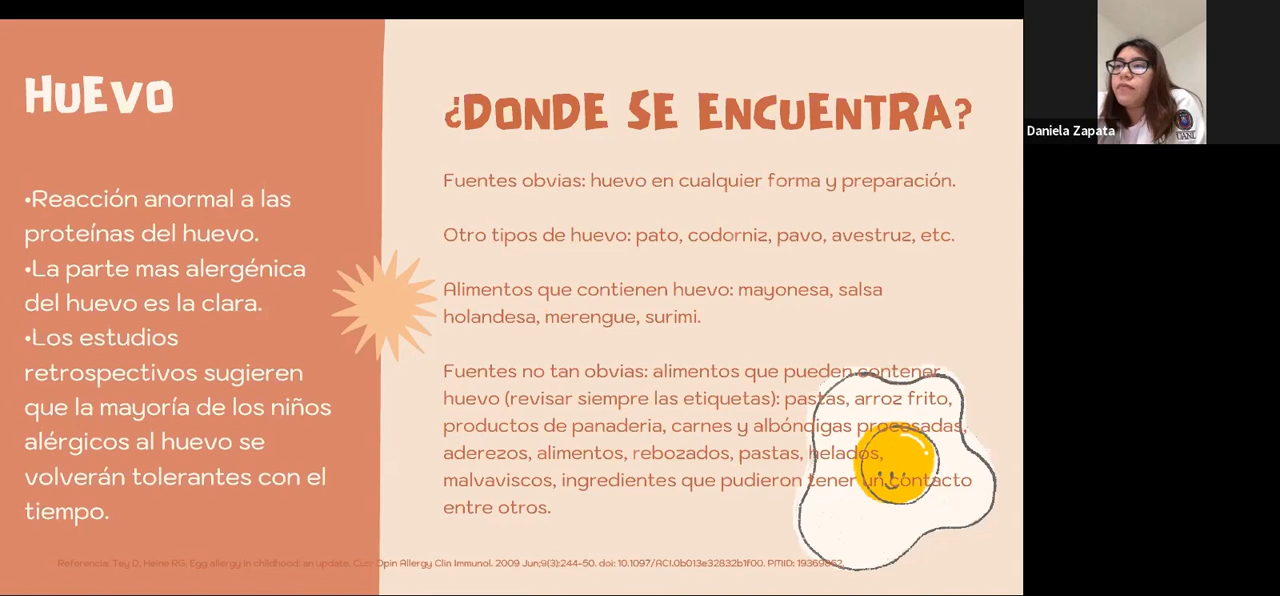 HUEVO
•Reacción anormal a las
proteínas del huevo.
•La parte mas alergénica
del huevo es la clara.
•Los estudios
retrospectivos sugieren
que la mayoría de los niños
alérgicos al huevo se
volverán tolerantes con el
tiempo.
¿DONDE SE ENCUENTRA?
Fuentes obvias: huevo en cualquier forma y preparación.
Otro tipos de huevo: pato, codorniz, pavo, avestruz, etc.
Alimentos que contienen huevo: mayonesa, salsa
holandesa, merengue, surimi.
Fuentes no tan obvias: alimentos que pueden contener
huevo (revisar siempre las etiquetas): pastas, arroz frito,
productos de panaderia, carnes y albóndigas procesadas,
aderezos, alimentos, rebozados, pastas, helados,
malvaviscos, ingredientes que pudieron tener un contacto
entre otros.
Referencia: Tey D, Heine RG. Egg allergy in childhood: an update. Curr Opin Allergy Clin Immunol. 2009 Jun;9(3):244-50. doi: 10.1097/ACI.0b013e32832b1f00. PMID: 19369862.
Daniela Zapata
UANL